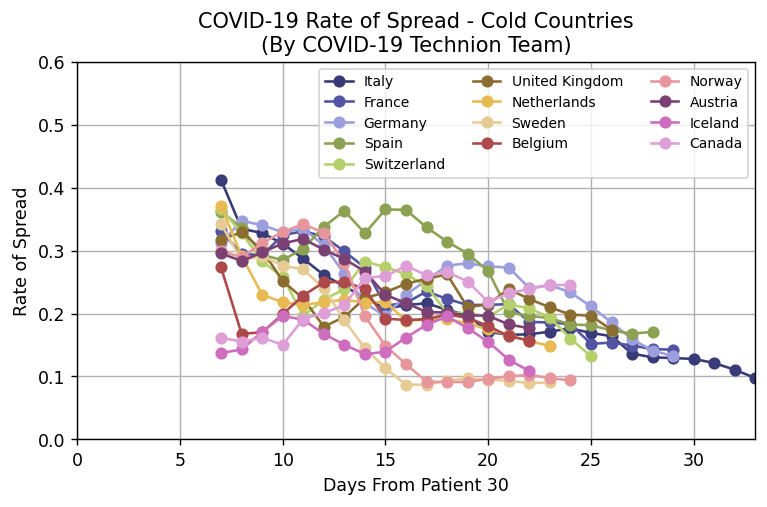 COVID-19 Rate of Spread - Cold Countries
(By COVID-19 Technion Team)
Rate of Spread
0.6
0.5
0.4
0.3
0.2
0.1
0.0
Italy
France
Germany
Spain
Switzerland
United Kingdom
Netherlands
Sweden
Belgium
Norway
Austria
Iceland
Canada
0 5 10 15 20 25 30
Days From Patient 30